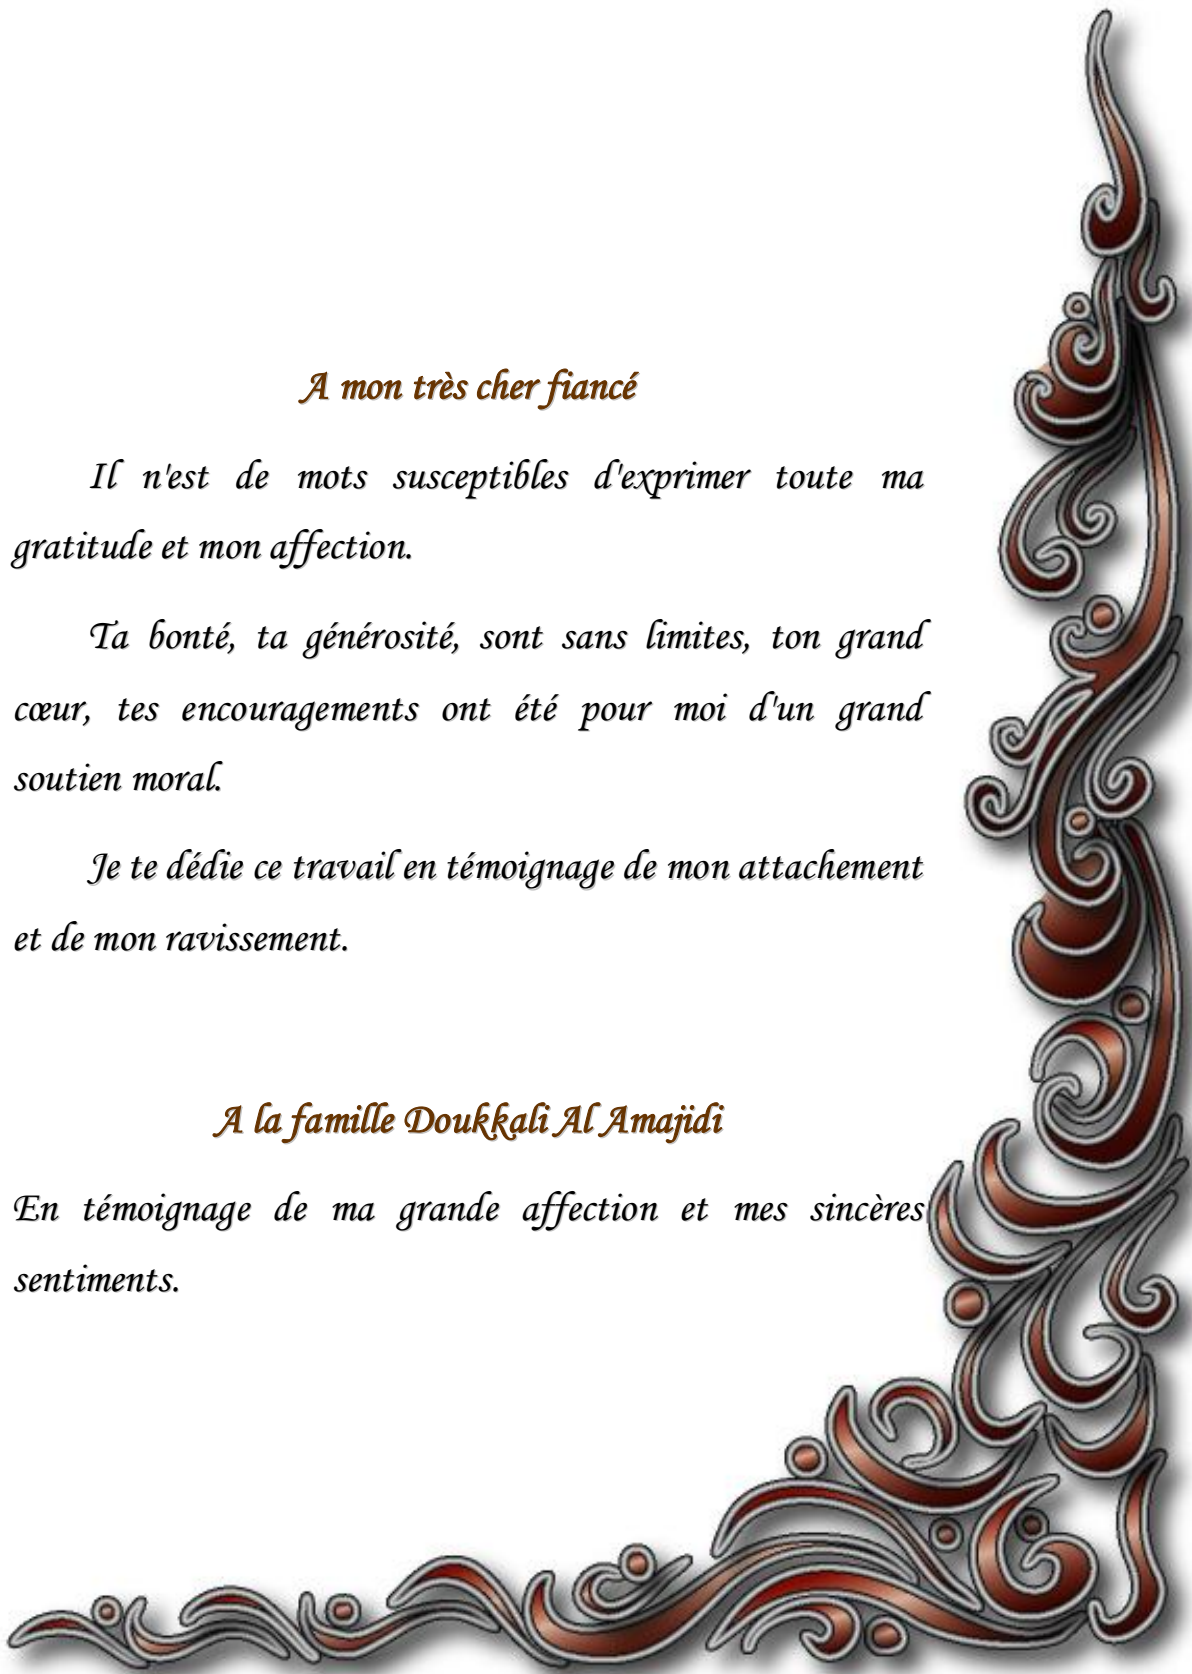 A mon très cher fiancé
Il n'est de mots susceptibles d'exprimer toute ma
gratitude et mon affection.
Ta bonté, ta générosité, sont sans limites, ton grand
cœur, tes encouragements ont été pour moi d'un grand
soutien moral.
Je te dédie ce travail en témoignage de mon attachement
et de mon ravissement.
A la famille Doukkali Al Amajidi
En témoignage de ma grande affection et mes sincères
sentiments.